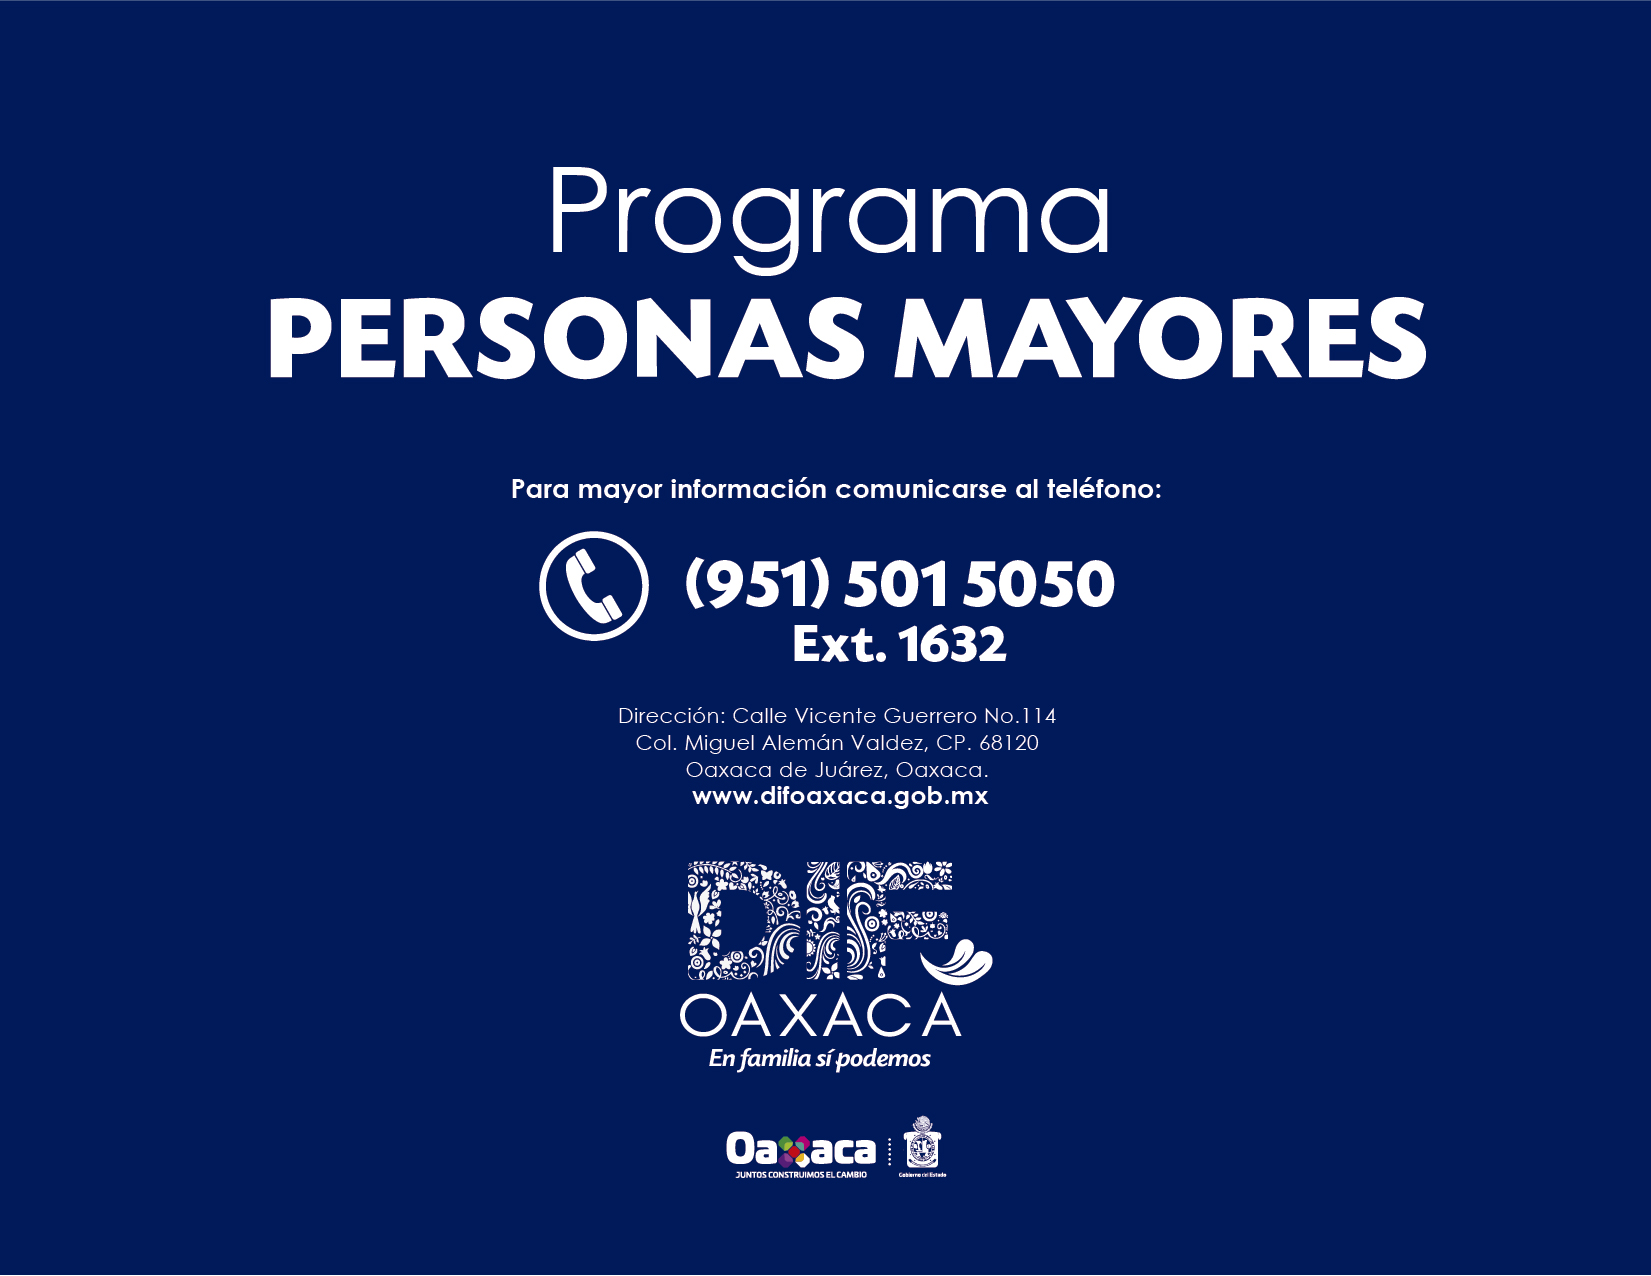 Programa
PERSONAS MAYORES
Para mayor información comunicarse al teléfono:
(951) 501 5050
Ext. 1632
Dirección: Calle Vicente Guerrero No.114
Col. Miguel Alemán Valdez, CP. 68120
Oaxaca de Juárez, Oaxaca.
www.difoaxaca.gob.mx
DIF
OAXACA
En familia sí podemos
Oaxaca
JUNTOS CONSTRUIMOS EL CAMBIO
Gobierno del Estado